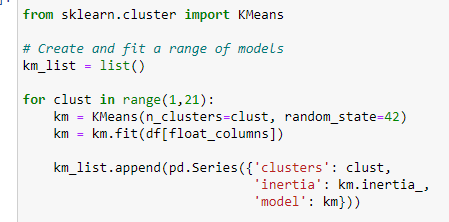 from sklearn.cluster import KMeans
# Create and fit a range of models
km_list = list()
for clust in range(1,21):
    km = KMeans(n_clusters=clust, random_state=42)
    km = km.fit(df[float_columns])
    km_list.append(pd.Series({'clusters': clust,
                              'inertia': km.inertia_,
                              'model': km}))